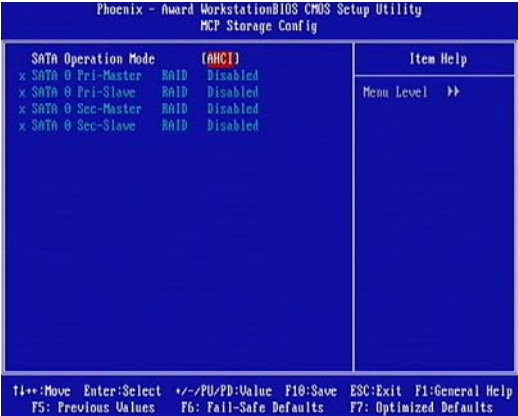 Phoenix - Award WorkstationBIOS CMOS Setup Utility
MCP Storage Config
SATA Operation Mode [AHCI]
x SATA 0 Pri-Master RAID Disabled
x SATA 0 Pri-Slave RAID Disabled
x SATA 0 Sec-Master RAID Disabled
x SATA 0 Sec-Slave RAID Disabled
Item Help
Menu Level ▸▸
↑↓→←:Move Enter:Select +/-/PU/PD:Value F10:Save ESC:Exit F1:General Help
F5: Previous Values F6: Fail-Safe Defaults F7: Optimized Defaults